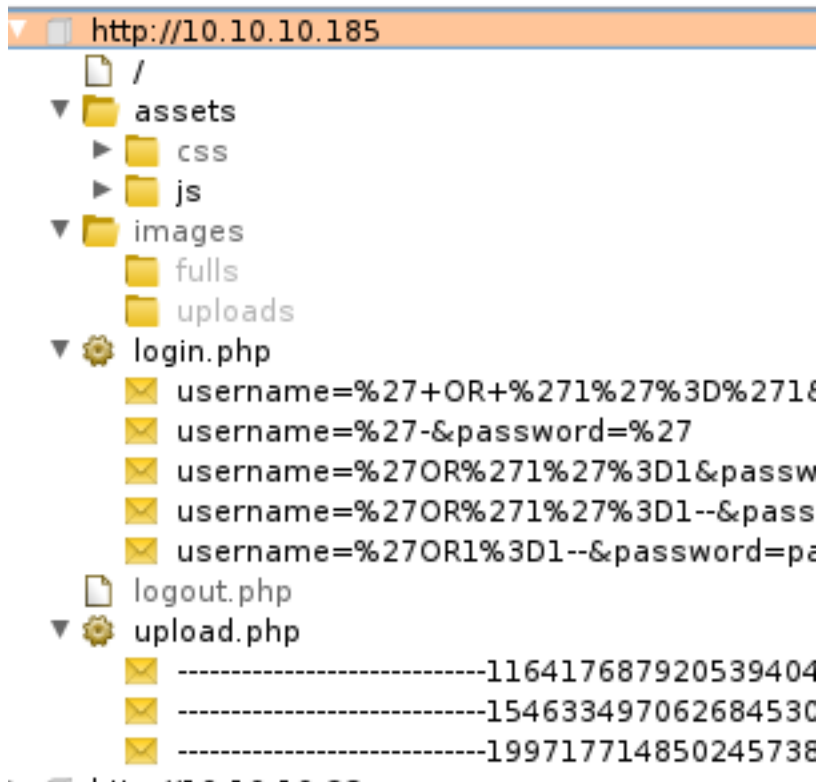 http://10.10.10.185
/
assets
css
js
images
fulls
uploads
login.php
username=%27+OR+%271%27%3D%271&
username=%27-&password=%27
username=%27OR%271%27%3D1&passw
username=%27OR%271%27%3D1--&pass
username=%27OR1%3D1--&password=pa
logout.php
upload.php
-----------------------------116417687920539404
-----------------------------154633497062684530
-----------------------------199717714850245738